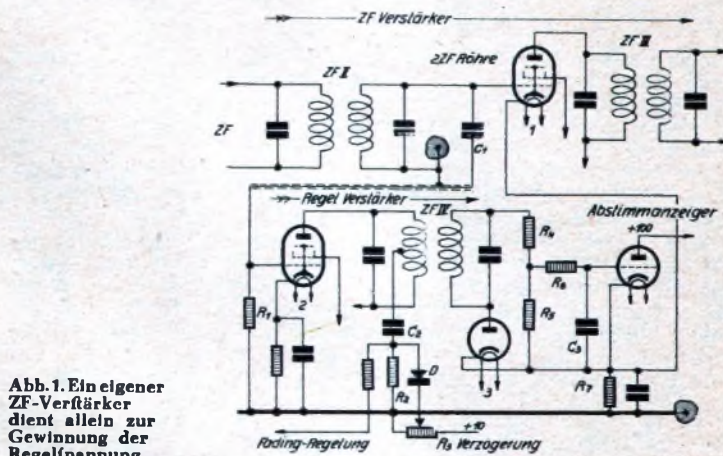 ZF Verstärker
ZF III
2ZF Röhre
ZF II
ZF
C1
1
Regel Verstärker
ZF IV
Abstimmanzeiger
+100
R4
R6
2
R1
R5
C2
C3
R7
R2
D
3
+10
Fading-Regelung
R3 Verzögerung
Abb. 1. Ein eigener
ZF-Verſtärker
dient allein zur
Gewinnung der
Regelſpannung